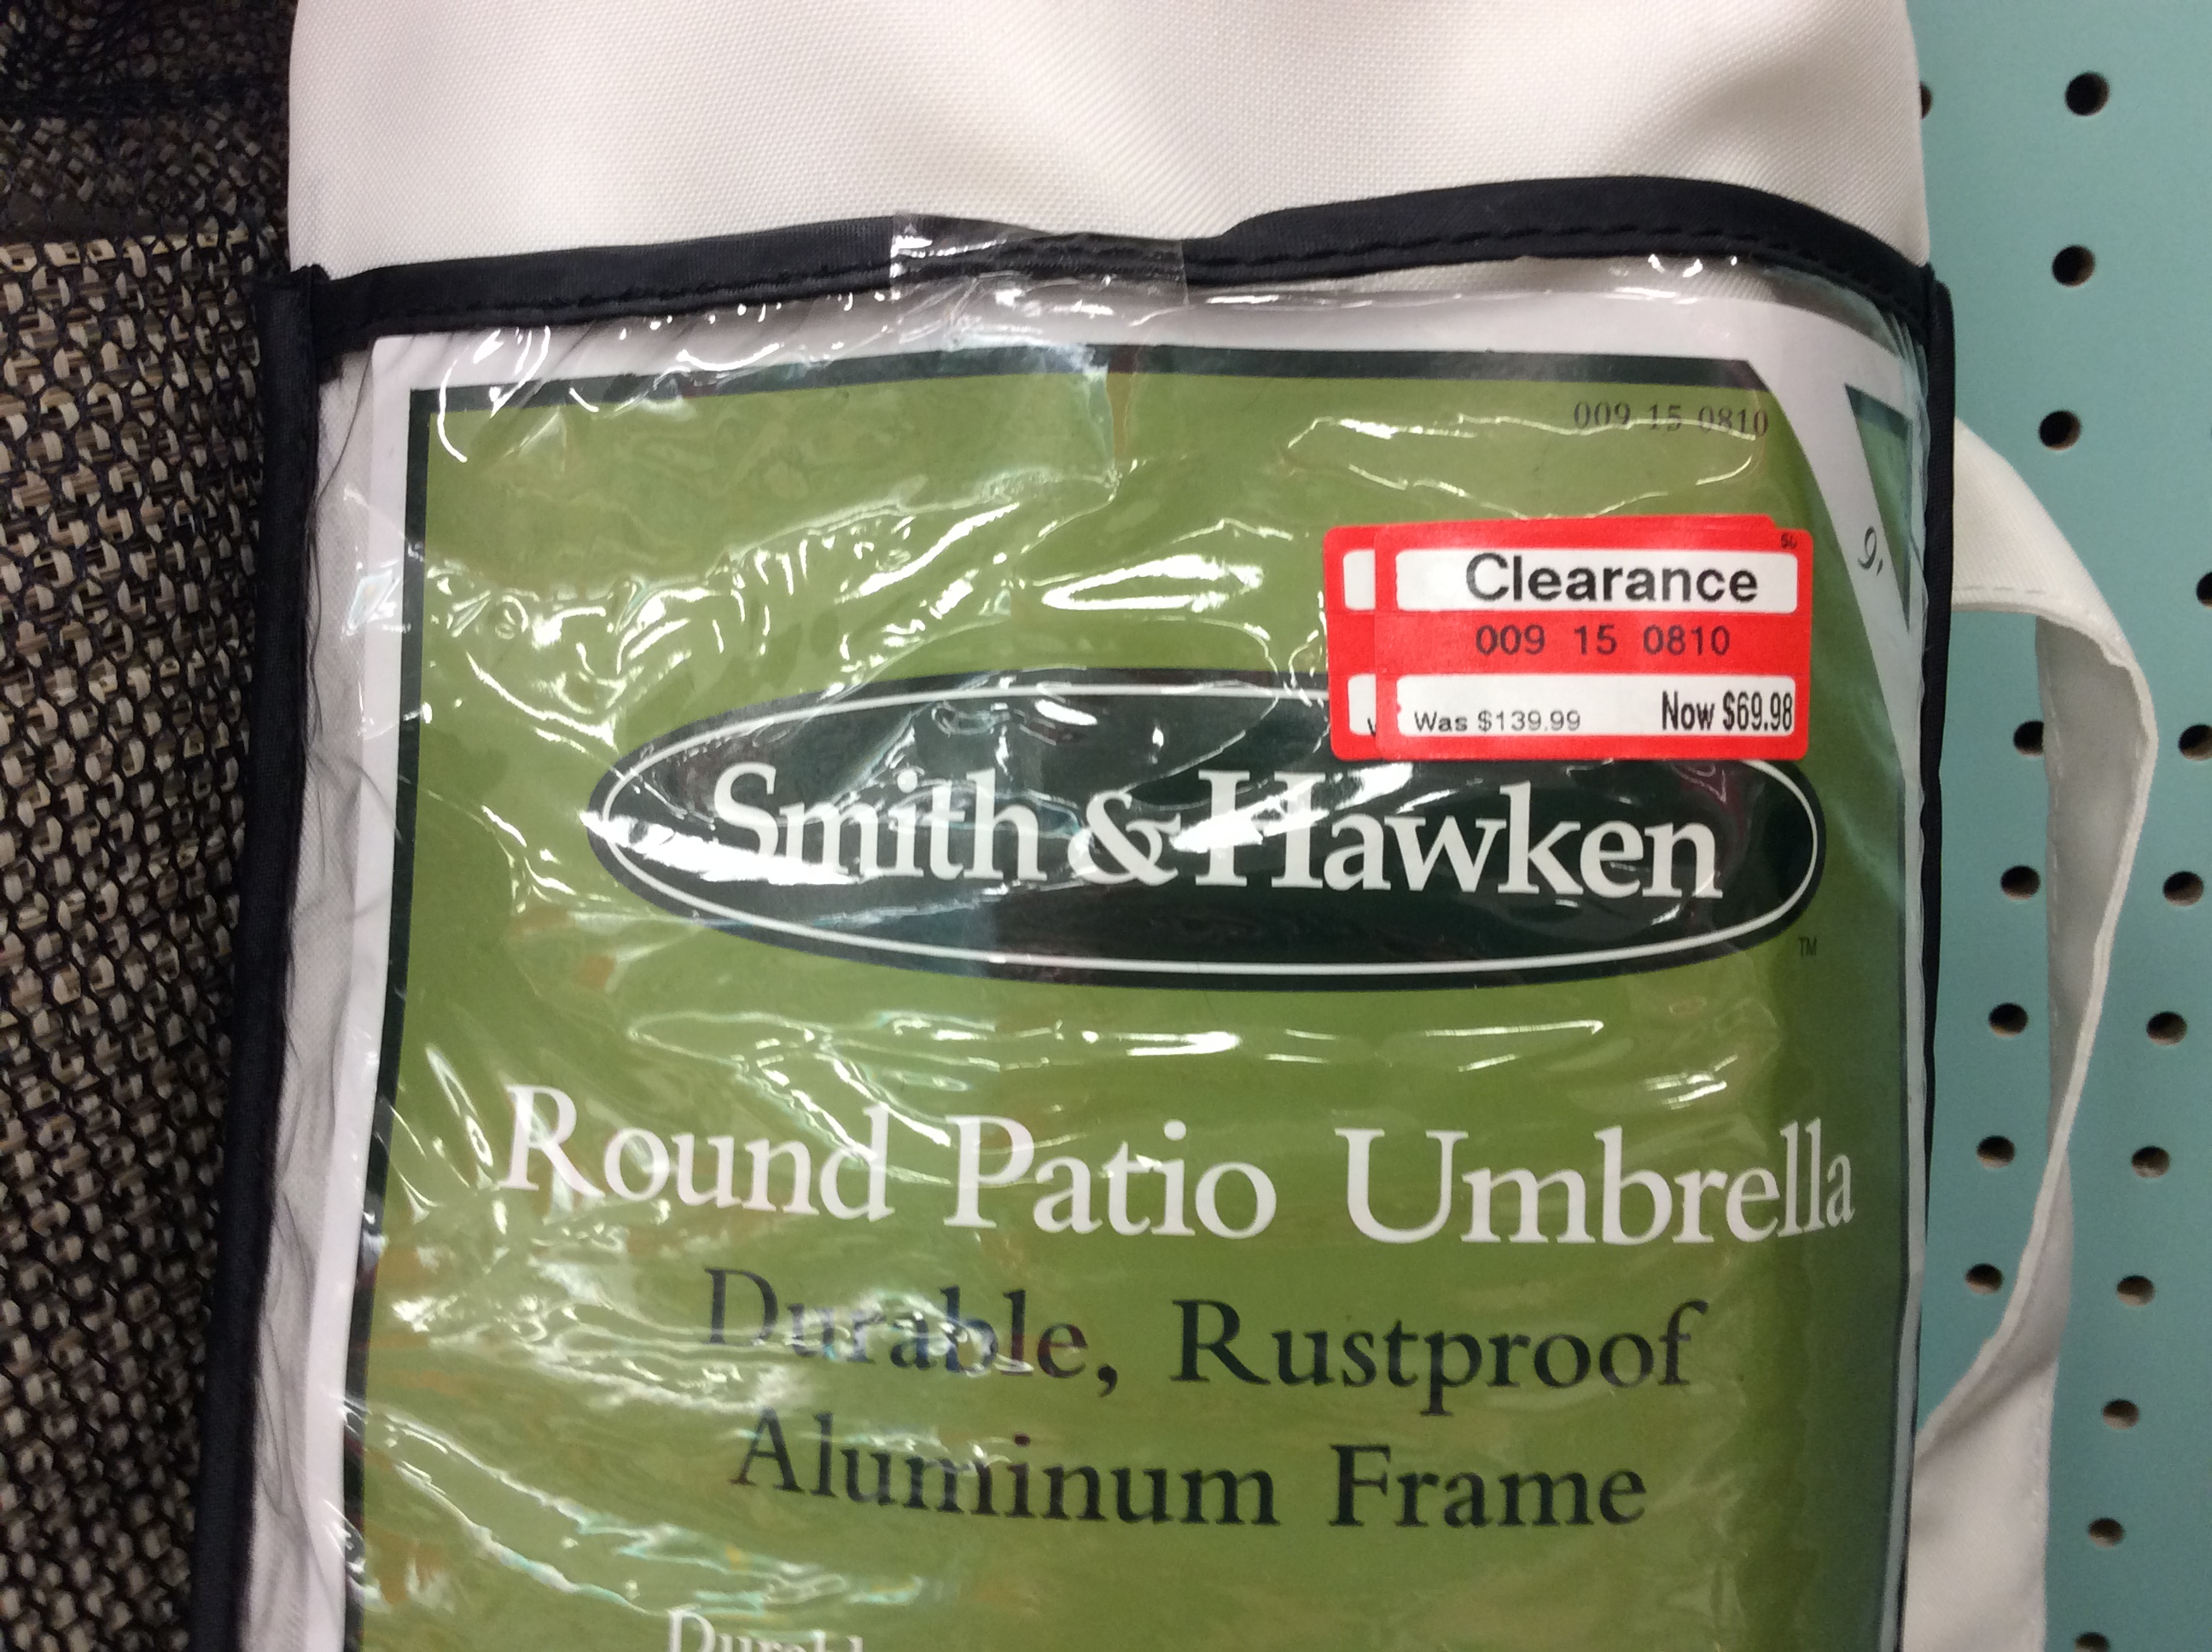 009 15 0810
50
Clearance
009 15 0810
Was $139.99 Now $69.98
9'
Smith & Hawken
TM
Round Patio Umbrella
Durable, Rustproof
Aluminum Frame